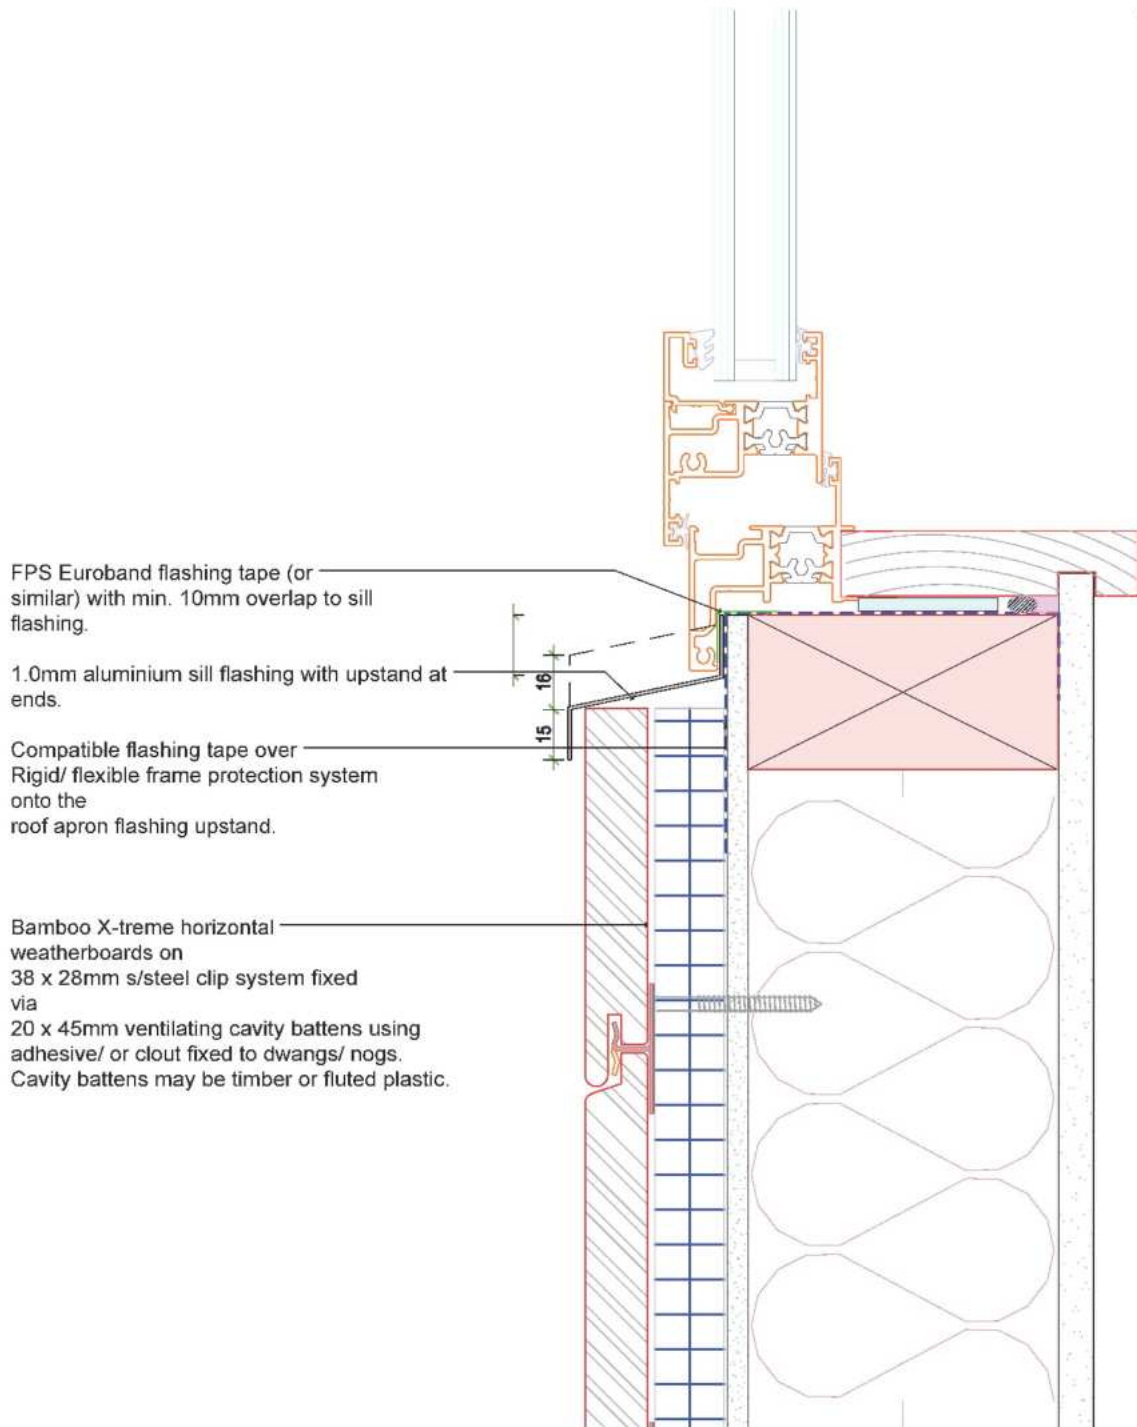 FPS Euroband flashing tape (or
similar) with min. 10mm overlap to sill
flashing.
1.0mm aluminium sill flashing with upstand at
ends.
16
15
Compatible flashing tape over
Rigid/ flexible frame protection system
onto the
roof apron flashing upstand.
Bamboo X-treme horizontal
weatherboards on
38 x 28mm s/steel clip system fixed
via
20 x 45mm ventilating cavity battens using
adhesive/ or clout fixed to dwangs/ nogs.
Cavity battens may be timber or fluted plastic.